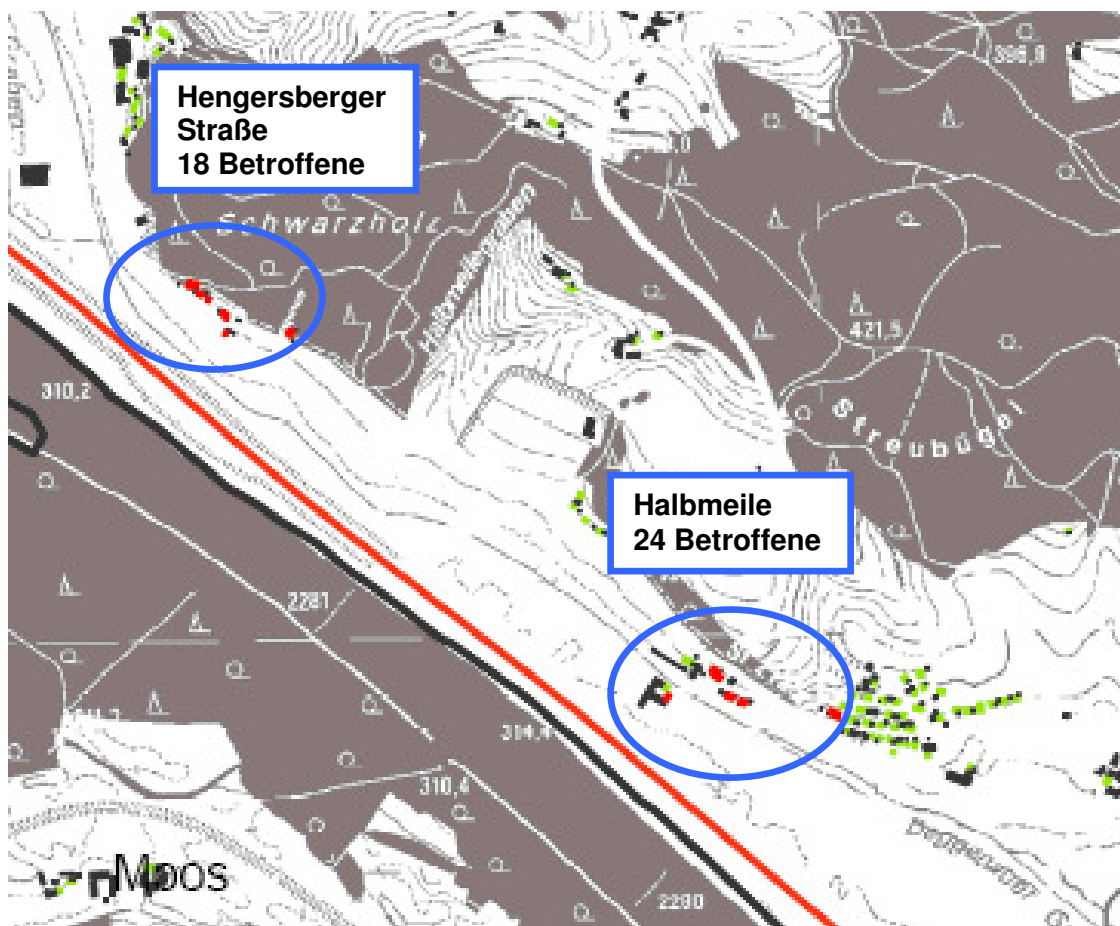 396,8
Hengersberger
Straße
18 Betroffene
Schwarzholz
421,5
310,2
Streubügel
Halbmeile
24 Betroffene
2281
314,4
310,4
Moos
2280